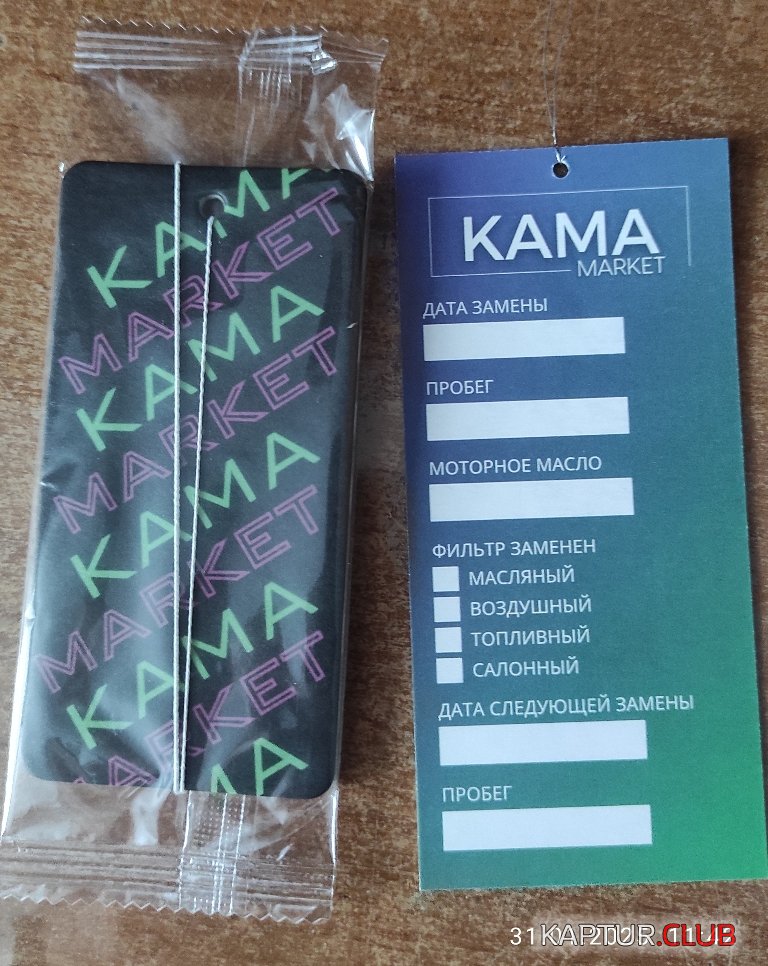 KAMA
MARKET
KAMA
MARKET
KAMA
MARKET
KAMA
MARKET
KAMA
KAMA
MARKET
ДАТА ЗАМЕНЫ
ПРОБЕГ
МОТОРНОЕ МАСЛО
ФИЛЬТР ЗАМЕНЕН
МАСЛЯНЫЙ
ВОЗДУШНЫЙ
ТОПЛИВНЫЙ
САЛОННЫЙ
ДАТА СЛЕДУЮЩЕЙ ЗАМЕНЫ
ПРОБЕГ
KAPTUR.CLUB